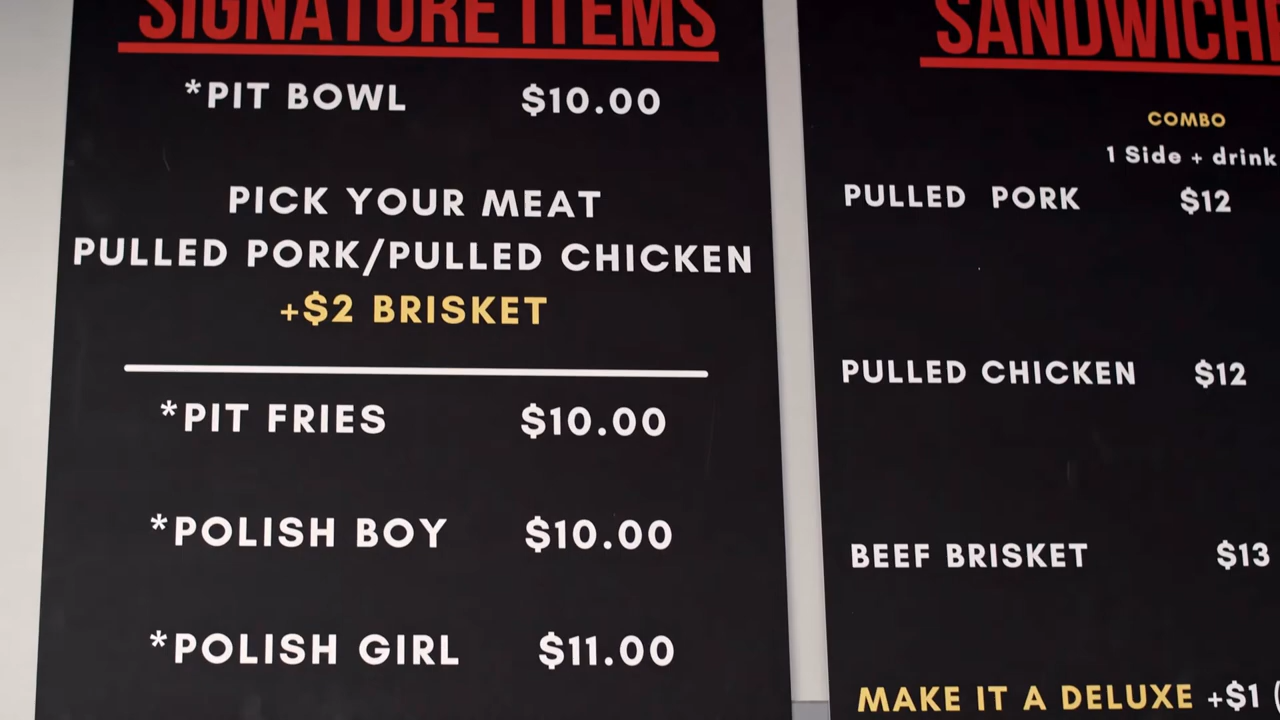 SIGNATURE ITEMS
*PIT BOWL $10.00
PICK YOUR MEAT
PULLED PORK/PULLED CHICKEN
+$2 BRISKET
*PIT FRIES $10.00
*POLISH BOY $10.00
*POLISH GIRL $11.00
SANDWICHE
COMBO
1 Side + drink
PULLED PORK $12
PULLED CHICKEN $12
BEEF BRISKET $13
MAKE IT A DELUXE +$1 (